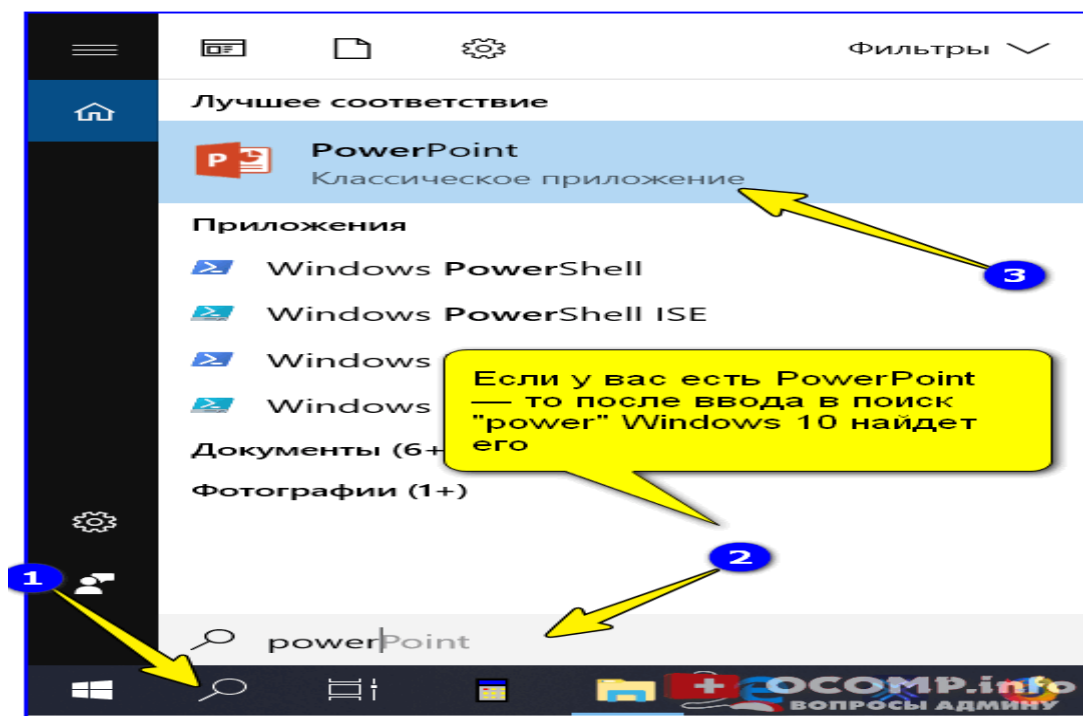 Фильтры
Лучшее соответствие
PowerPoint
Классическое приложение
Приложения
3
Windows PowerShell
Windows PowerShell ISE
Windows
Windows
Если у вас есть PowerPoint
— то после ввода в поиск
"power" Windows 10 найдет
его
Документы (6+
Фотографии (1+)
2
1
powerPoint
OCOMP.info
ВОПРОСЫ АДМИНУ